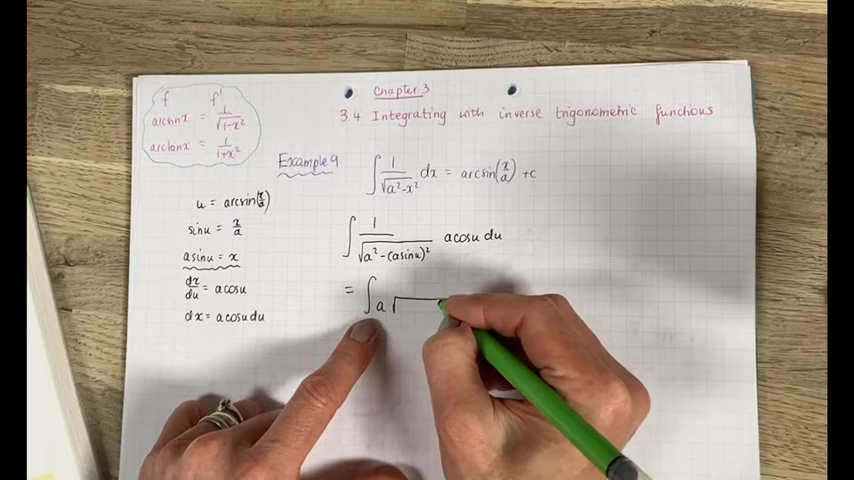 Chapter 3
3.4 Integrating with inverse trigonometric functions
f f'
arcsinx = 1/√(1-x²)
arctanx = 1/(1+x²)
Example 9
∫ 1/√(a²-x²) dx = arcsin(x/a) + c
u = arcsin(x/a)
sinu = x/a
asinu = x
dx/du = acosu
dx = acosu du
∫ 1/√(a²-(asinu)²) acosu du
= ∫ a√